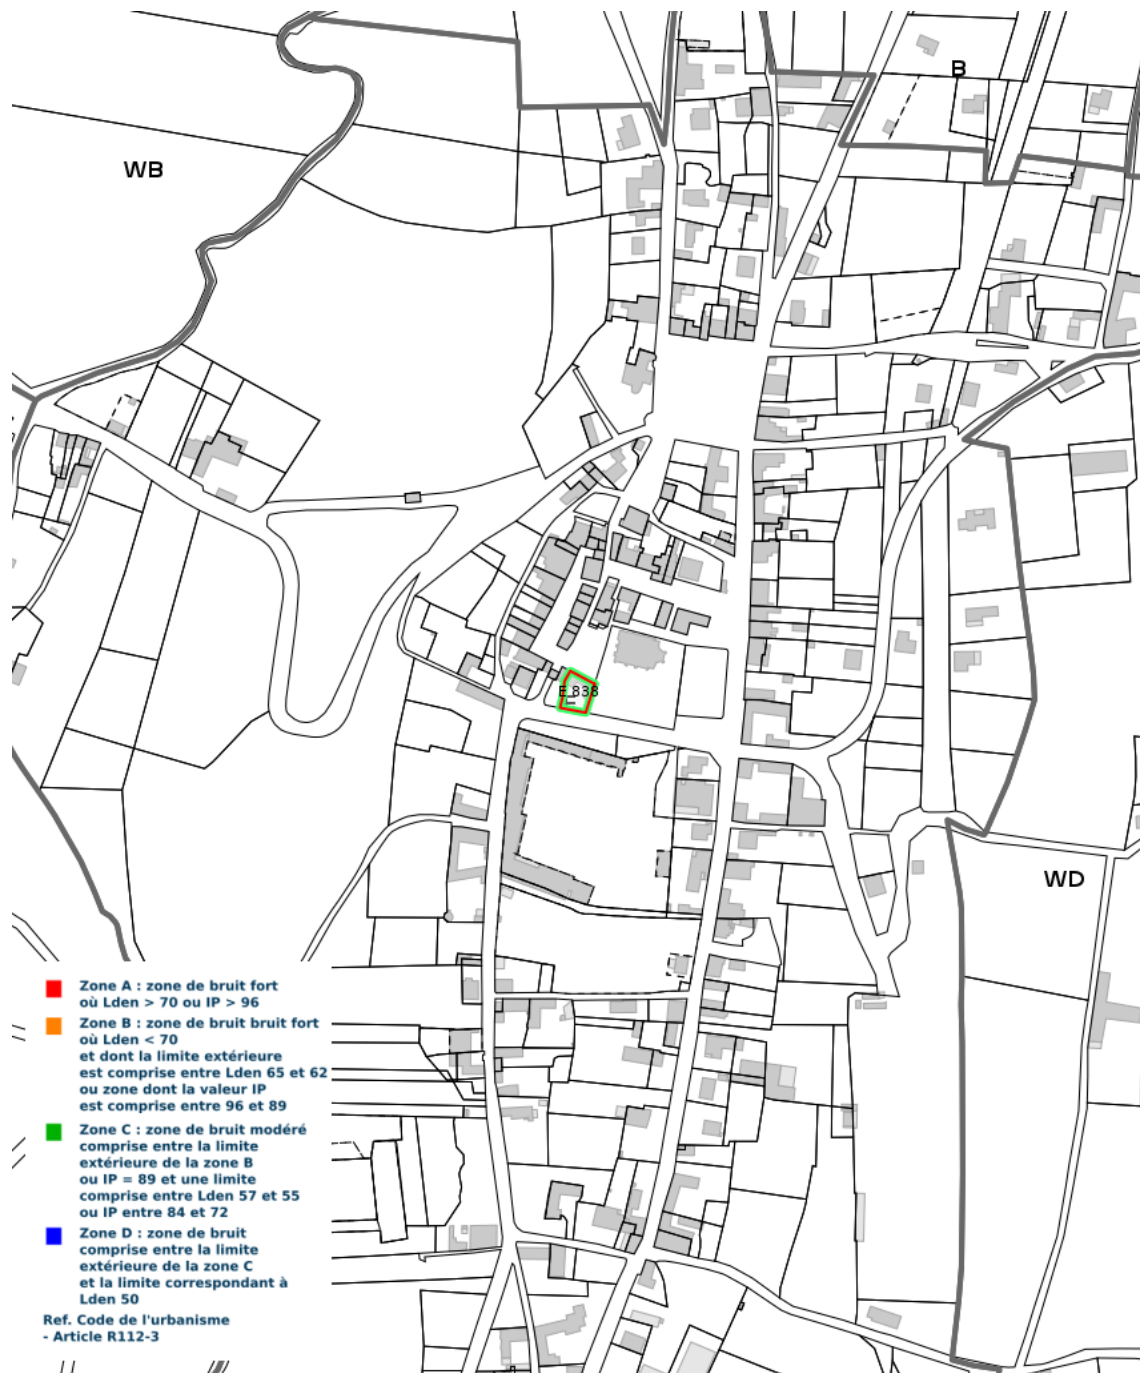 B
WB
E 838
E
WD
Zone A : zone de bruit fort
où Lden > 70 ou IP > 96
Zone B : zone de bruit bruit fort
où Lden < 70
et dont la limite extérieure
est comprise entre Lden 65 et 62
ou zone dont la valeur IP
est comprise entre 96 et 89
Zone C : zone de bruit modéré
comprise entre la limite
extérieure de la zone B
ou IP = 89 et une limite
comprise entre Lden 57 et 55
ou IP entre 84 et 72
Zone D : zone de bruit
comprise entre la limite
extérieure de la zone C
et la limite correspondant à
Lden 50
Ref. Code de l'urbanisme
- Article R112-3